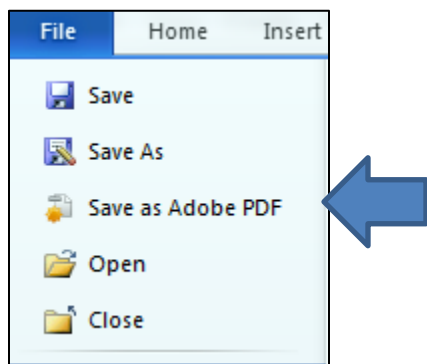 File Home Insert
Save
Save As
Save as Adobe PDF
Open
Close